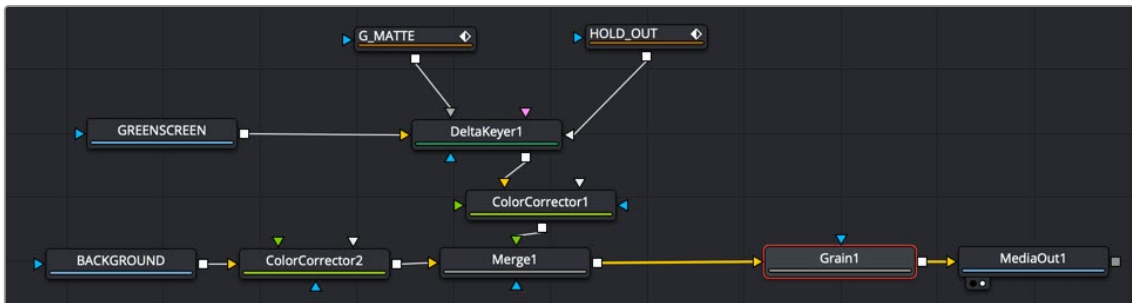 G_MATTE
HOLD_OUT
GREENSCREEN
DeltaKeyer1
ColorCorrector1
BACKGROUND
ColorCorrector2
Merge1
Grain1
MediaOut1